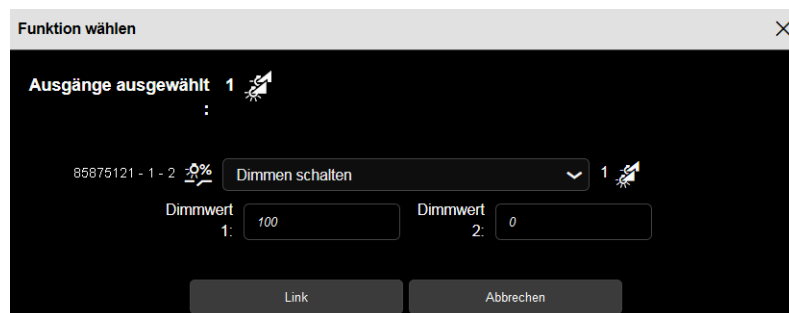 Funktion wählen
Ausgänge ausgewählt 1
:
85875121 - 1 - 2 % Dimmen schalten 1
Dimmwert 1: 100 Dimmwert 2: 0
Link Abbrechen